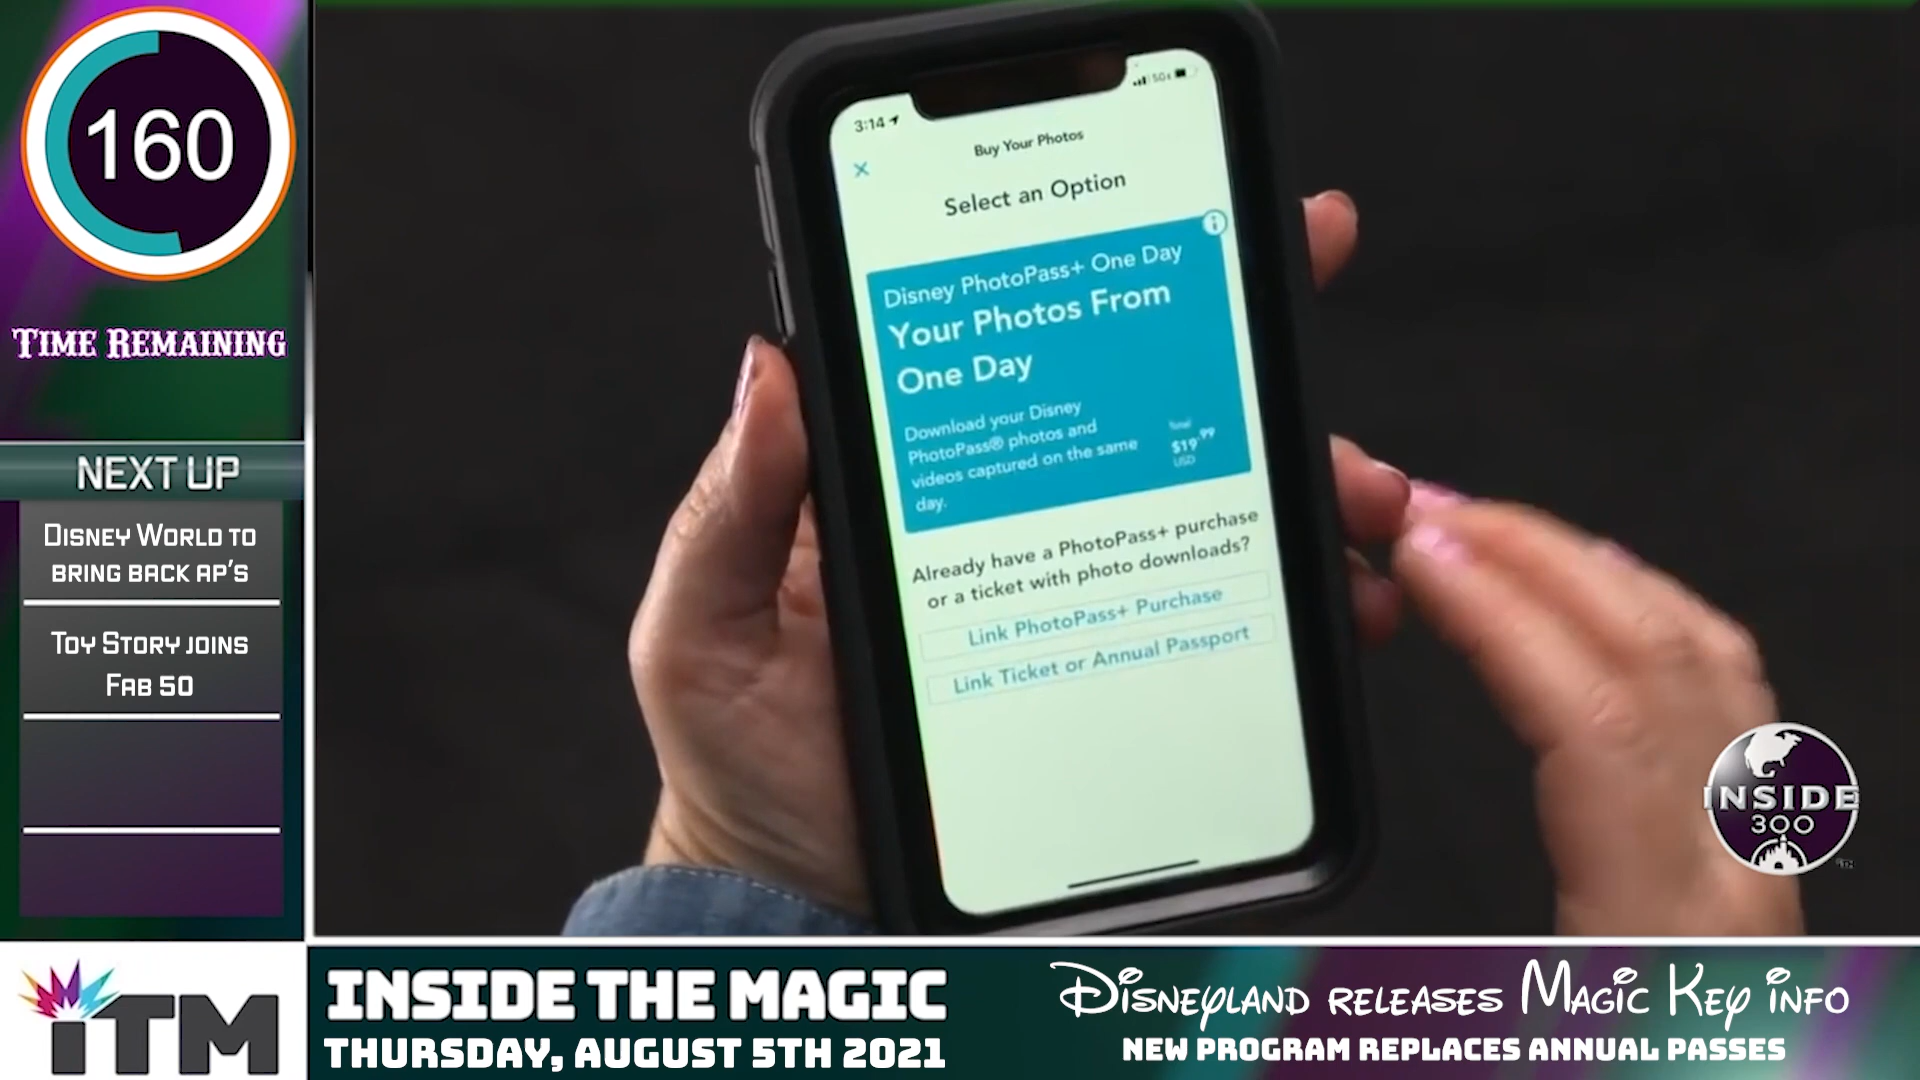 160
TIME REMAINING
NEXT UP
DISNEY WORLD TO
BRING BACK AP'S
TOY STORY JOINS
FAB 50
3:14
Buy Your Photos
Select an Option
Disney PhotoPass+ One Day
Your Photos From
One Day
Download your Disney
PhotoPass® photos and
videos captured on the same
day.
Total
$19.99
USD
Already have a PhotoPass+ purchase
or a ticket with photo downloads?
Link PhotoPass+ Purchase
Link Ticket or Annual Passport
INSIDE
300
iTM
INSIDE THE MAGIC
THURSDAY, AUGUST 5TH 2021
DISNEYLAND RELEASES MAGIC KEY INFO
NEW PROGRAM REPLACES ANNUAL PASSES